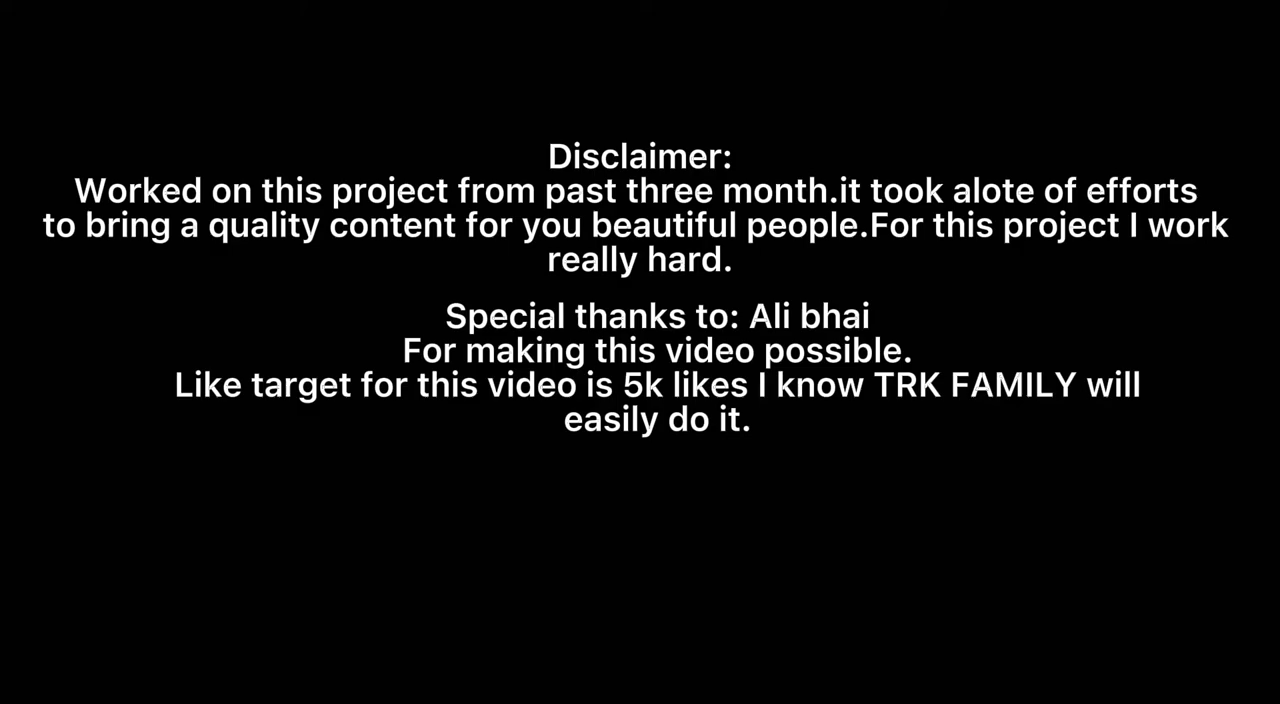 Disclaimer:
Worked on this project from past three month.it took alote of efforts
to bring a quality content for you beautiful people.For this project I work
really hard.
Special thanks to: Ali bhai
For making this video possible.
Like target for this video is 5k likes I know TRK FAMILY will
easily do it.